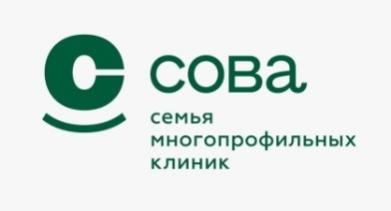 с сова
семья
многопрофильных
клиник